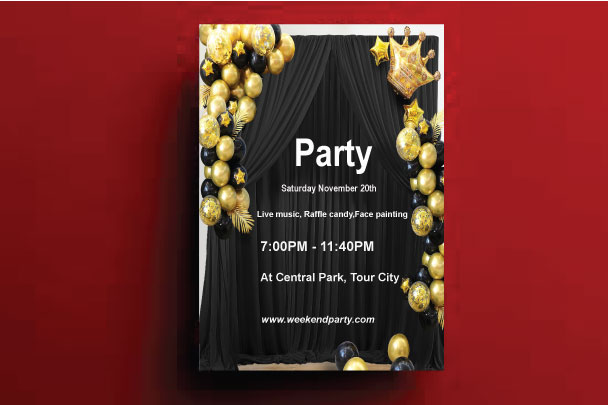 Party
Saturday November 20th
Live music, Raffle candy,Face painting
7:00PM - 11:40PM
At Central Park, Tour City
www.weekendparty.com